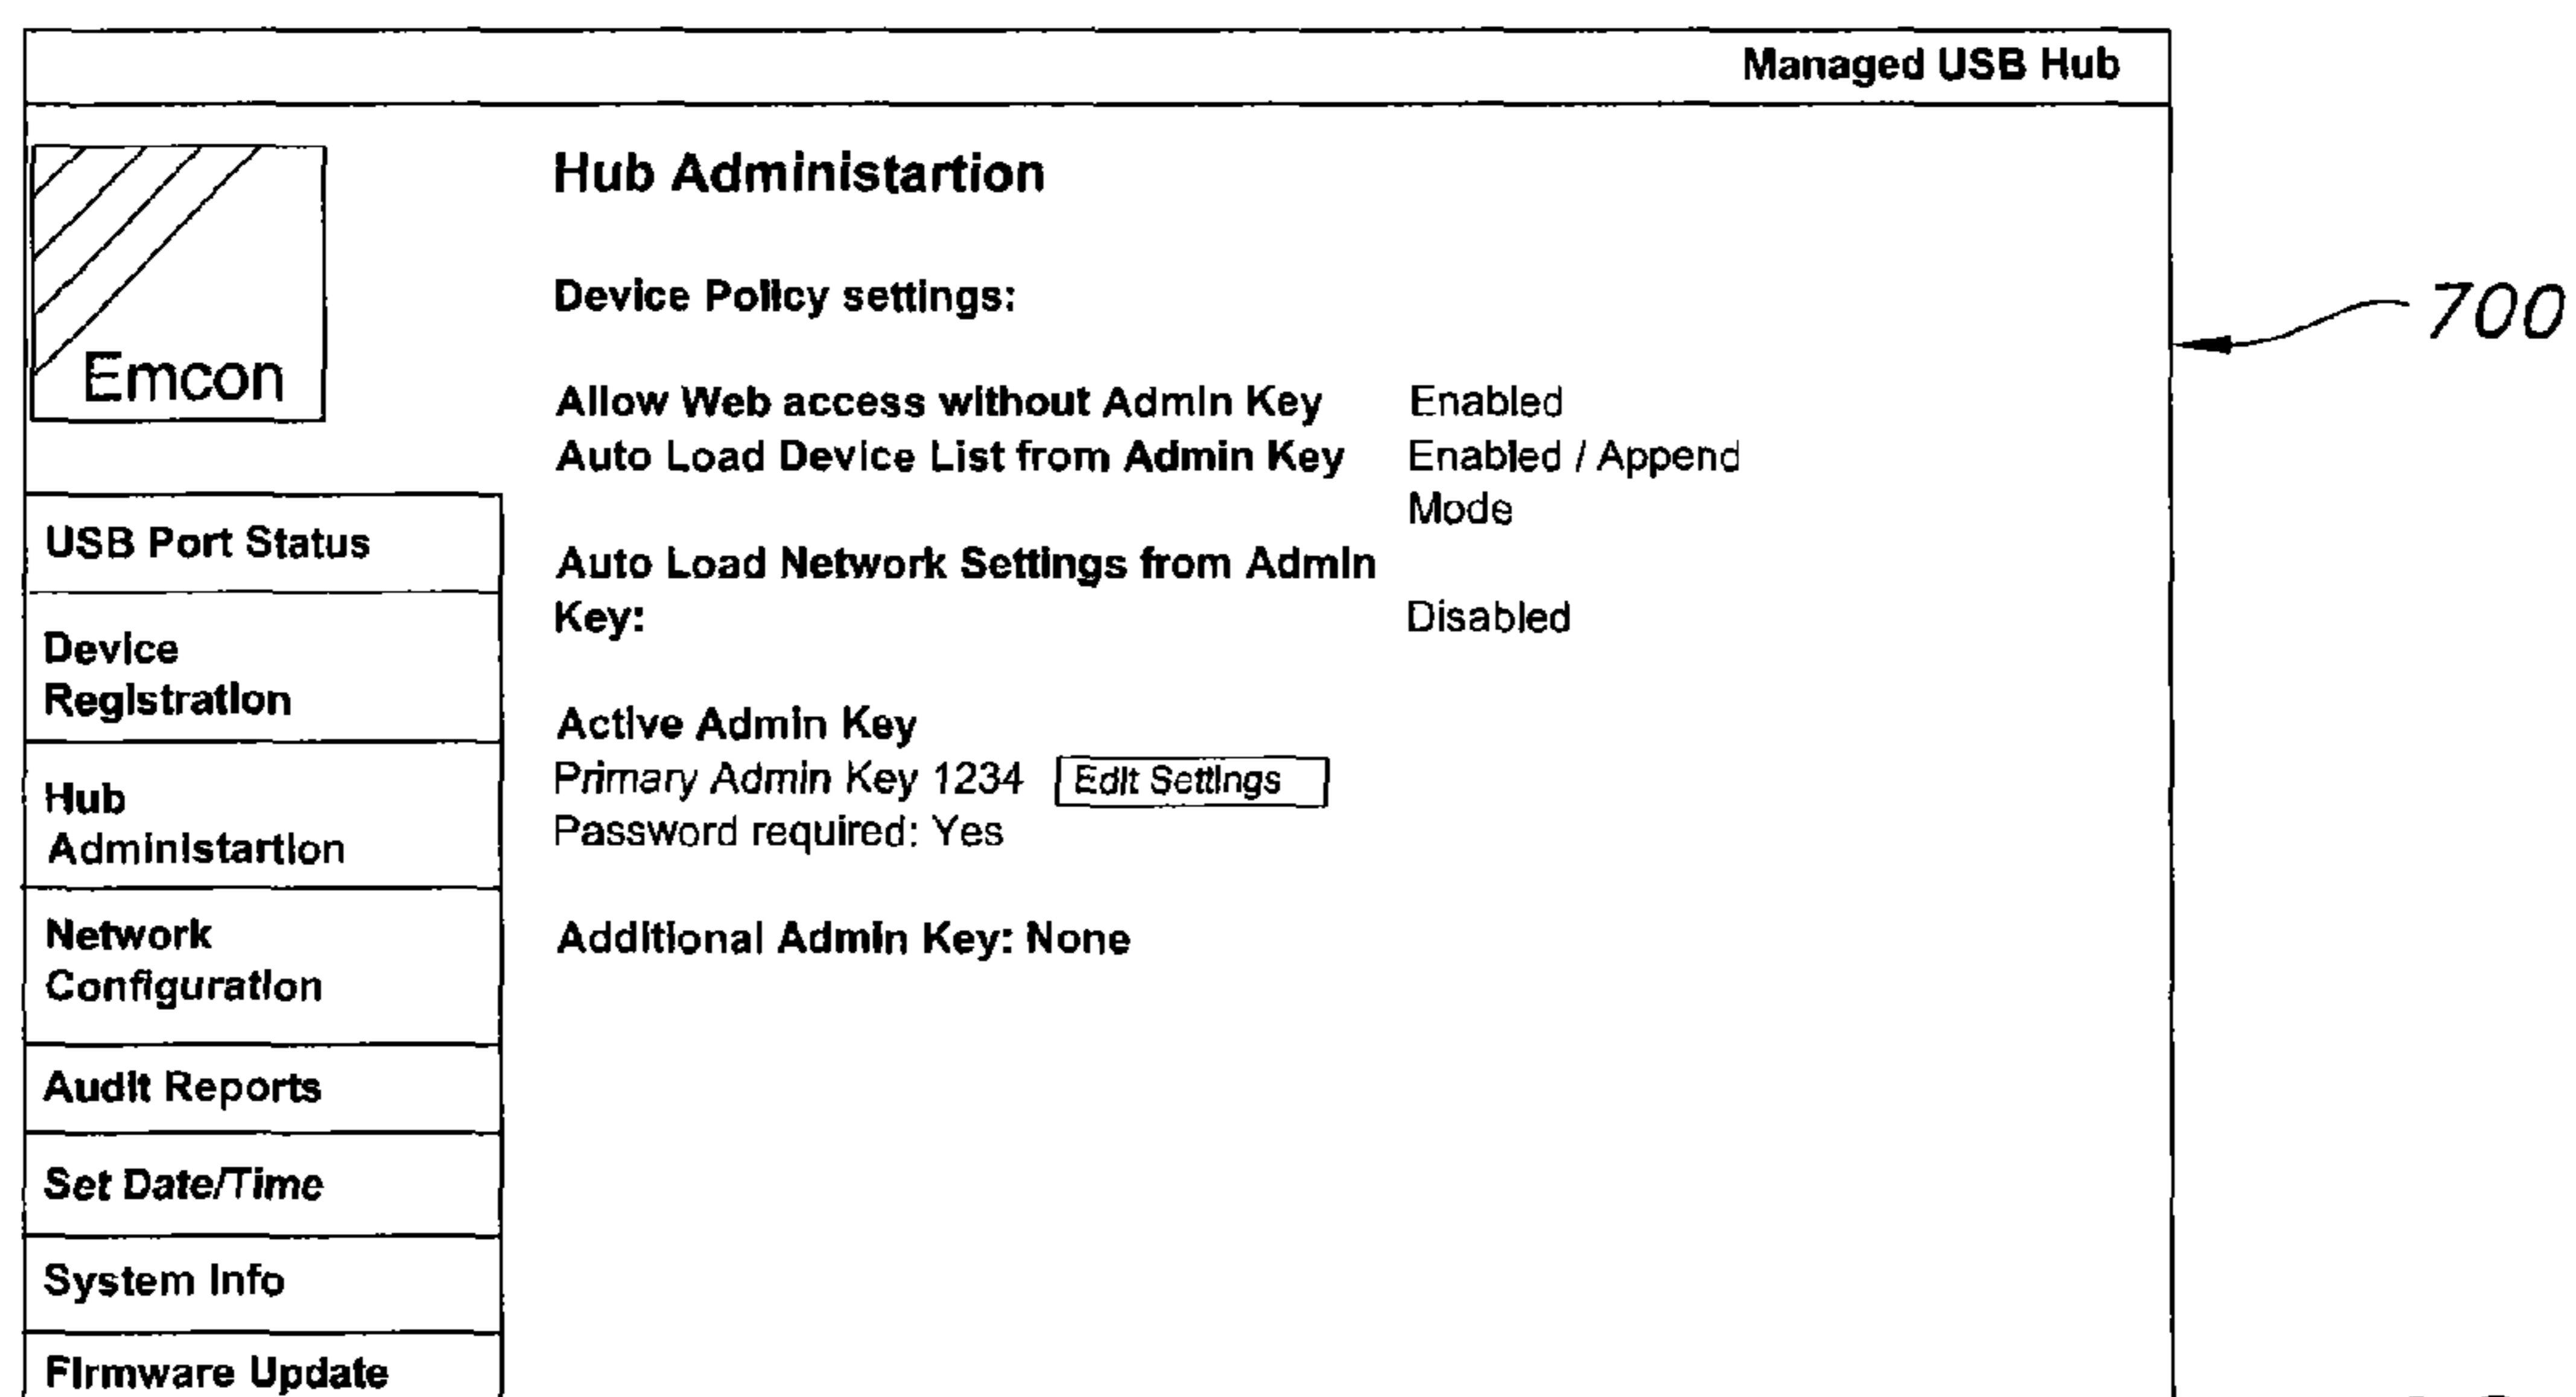 Managed USB Hub
Emcon
Hub Administartion
Device Policy settings:
Allow Web access without Admin Key Enabled
Auto Load Device List from Admin Key Enabled / Append
Mode
Auto Load Network Settings from Admin
Key: Disabled
Active Admin Key
Primary Admin Key 1234 Edit Settings
Password required: Yes
Additional Admin Key: None
USB Port Status
Device
Registration
Hub
Administartion
Network
Configuration
Audit Reports
Set Date/Time
System Info
Firmware Update
700